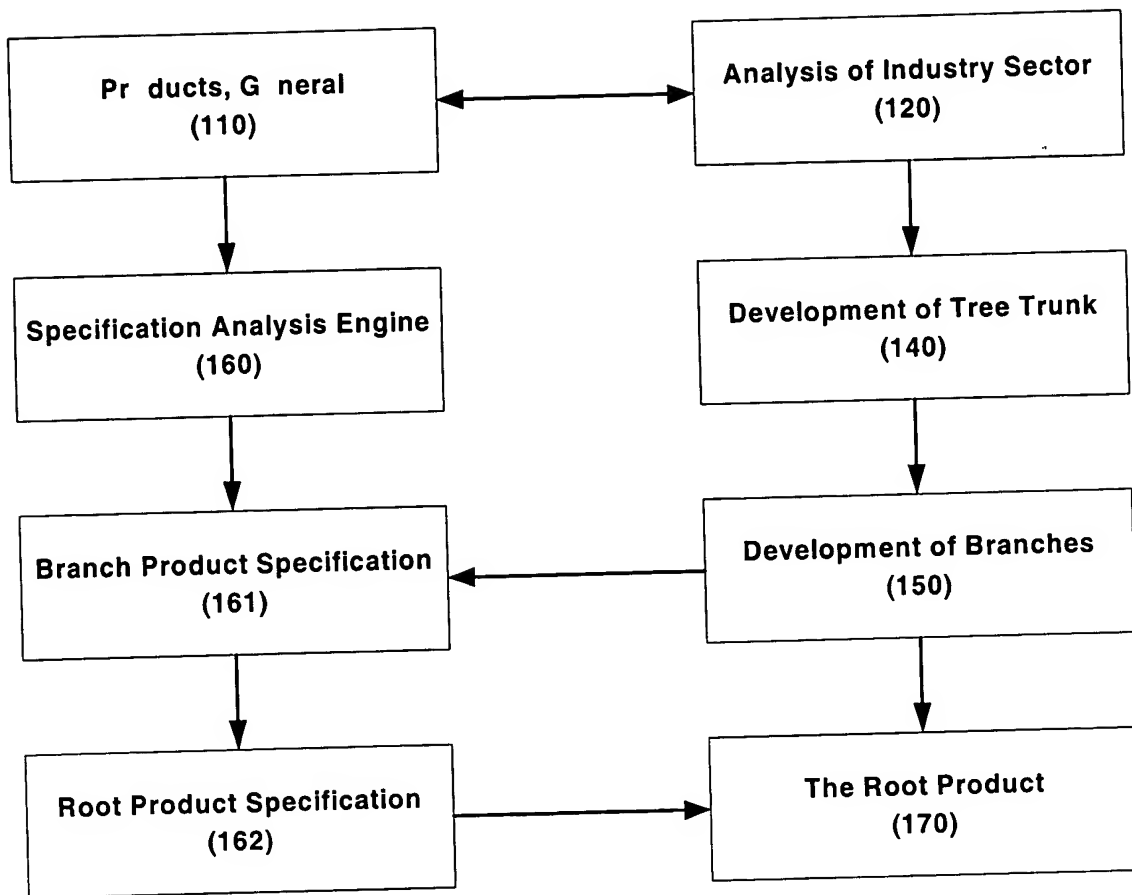 Pr ducts, G neral
(110)
Analysis of Industry Sector
(120)
Specification Analysis Engine
(160)
Development of Tree Trunk
(140)
Branch Product Specification
(161)
Development of Branches
(150)
Root Product Specification
(162)
The Root Product
(170)